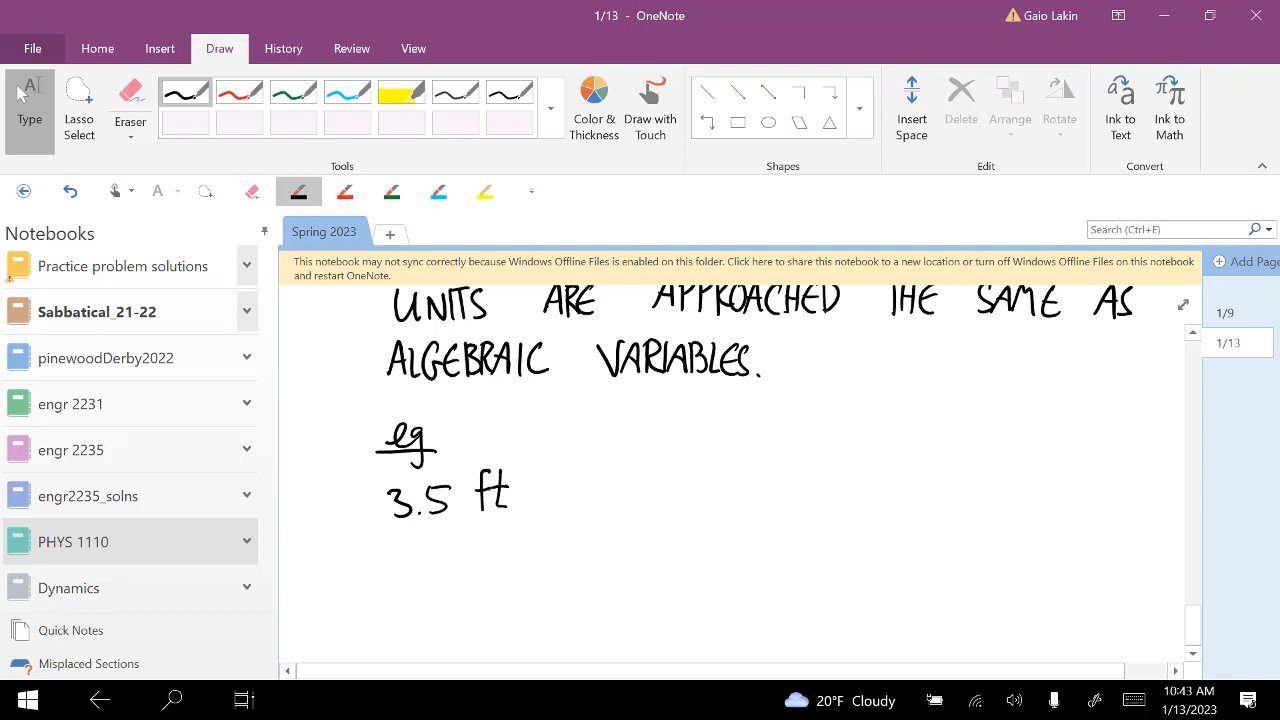 1/13 - OneNote
Gaio Lakin
File Home Insert Draw History Review View
Type
Lasso Select
Eraser
Color & Thickness
Draw with Touch
Insert Space
Delete
Arrange
Rotate
Ink to Text
Ink to Math
Tools
Shapes
Edit
Convert
A
Notebooks
Practice problem solutions
Sabbatical_21-22
pinewoodDerby2022
engr 2231
engr 2235
engr2235_solns
PHYS 1110
Dynamics
Quick Notes
Misplaced Sections
Spring 2023
Search (Ctrl+E)
This notebook may not sync correctly because Windows Offline Files is enabled on this folder. Click here to share this notebook to a new location or turn off Windows Offline Files on this notebook
and restart OneNote.
Add Page
1/9
1/13
UNITS ARE APPROACHED THE SAME AS
ALGEBRAIC VARIABLES.
eg
3.5 ft
20°F Cloudy
10:43 AM
1/13/2023